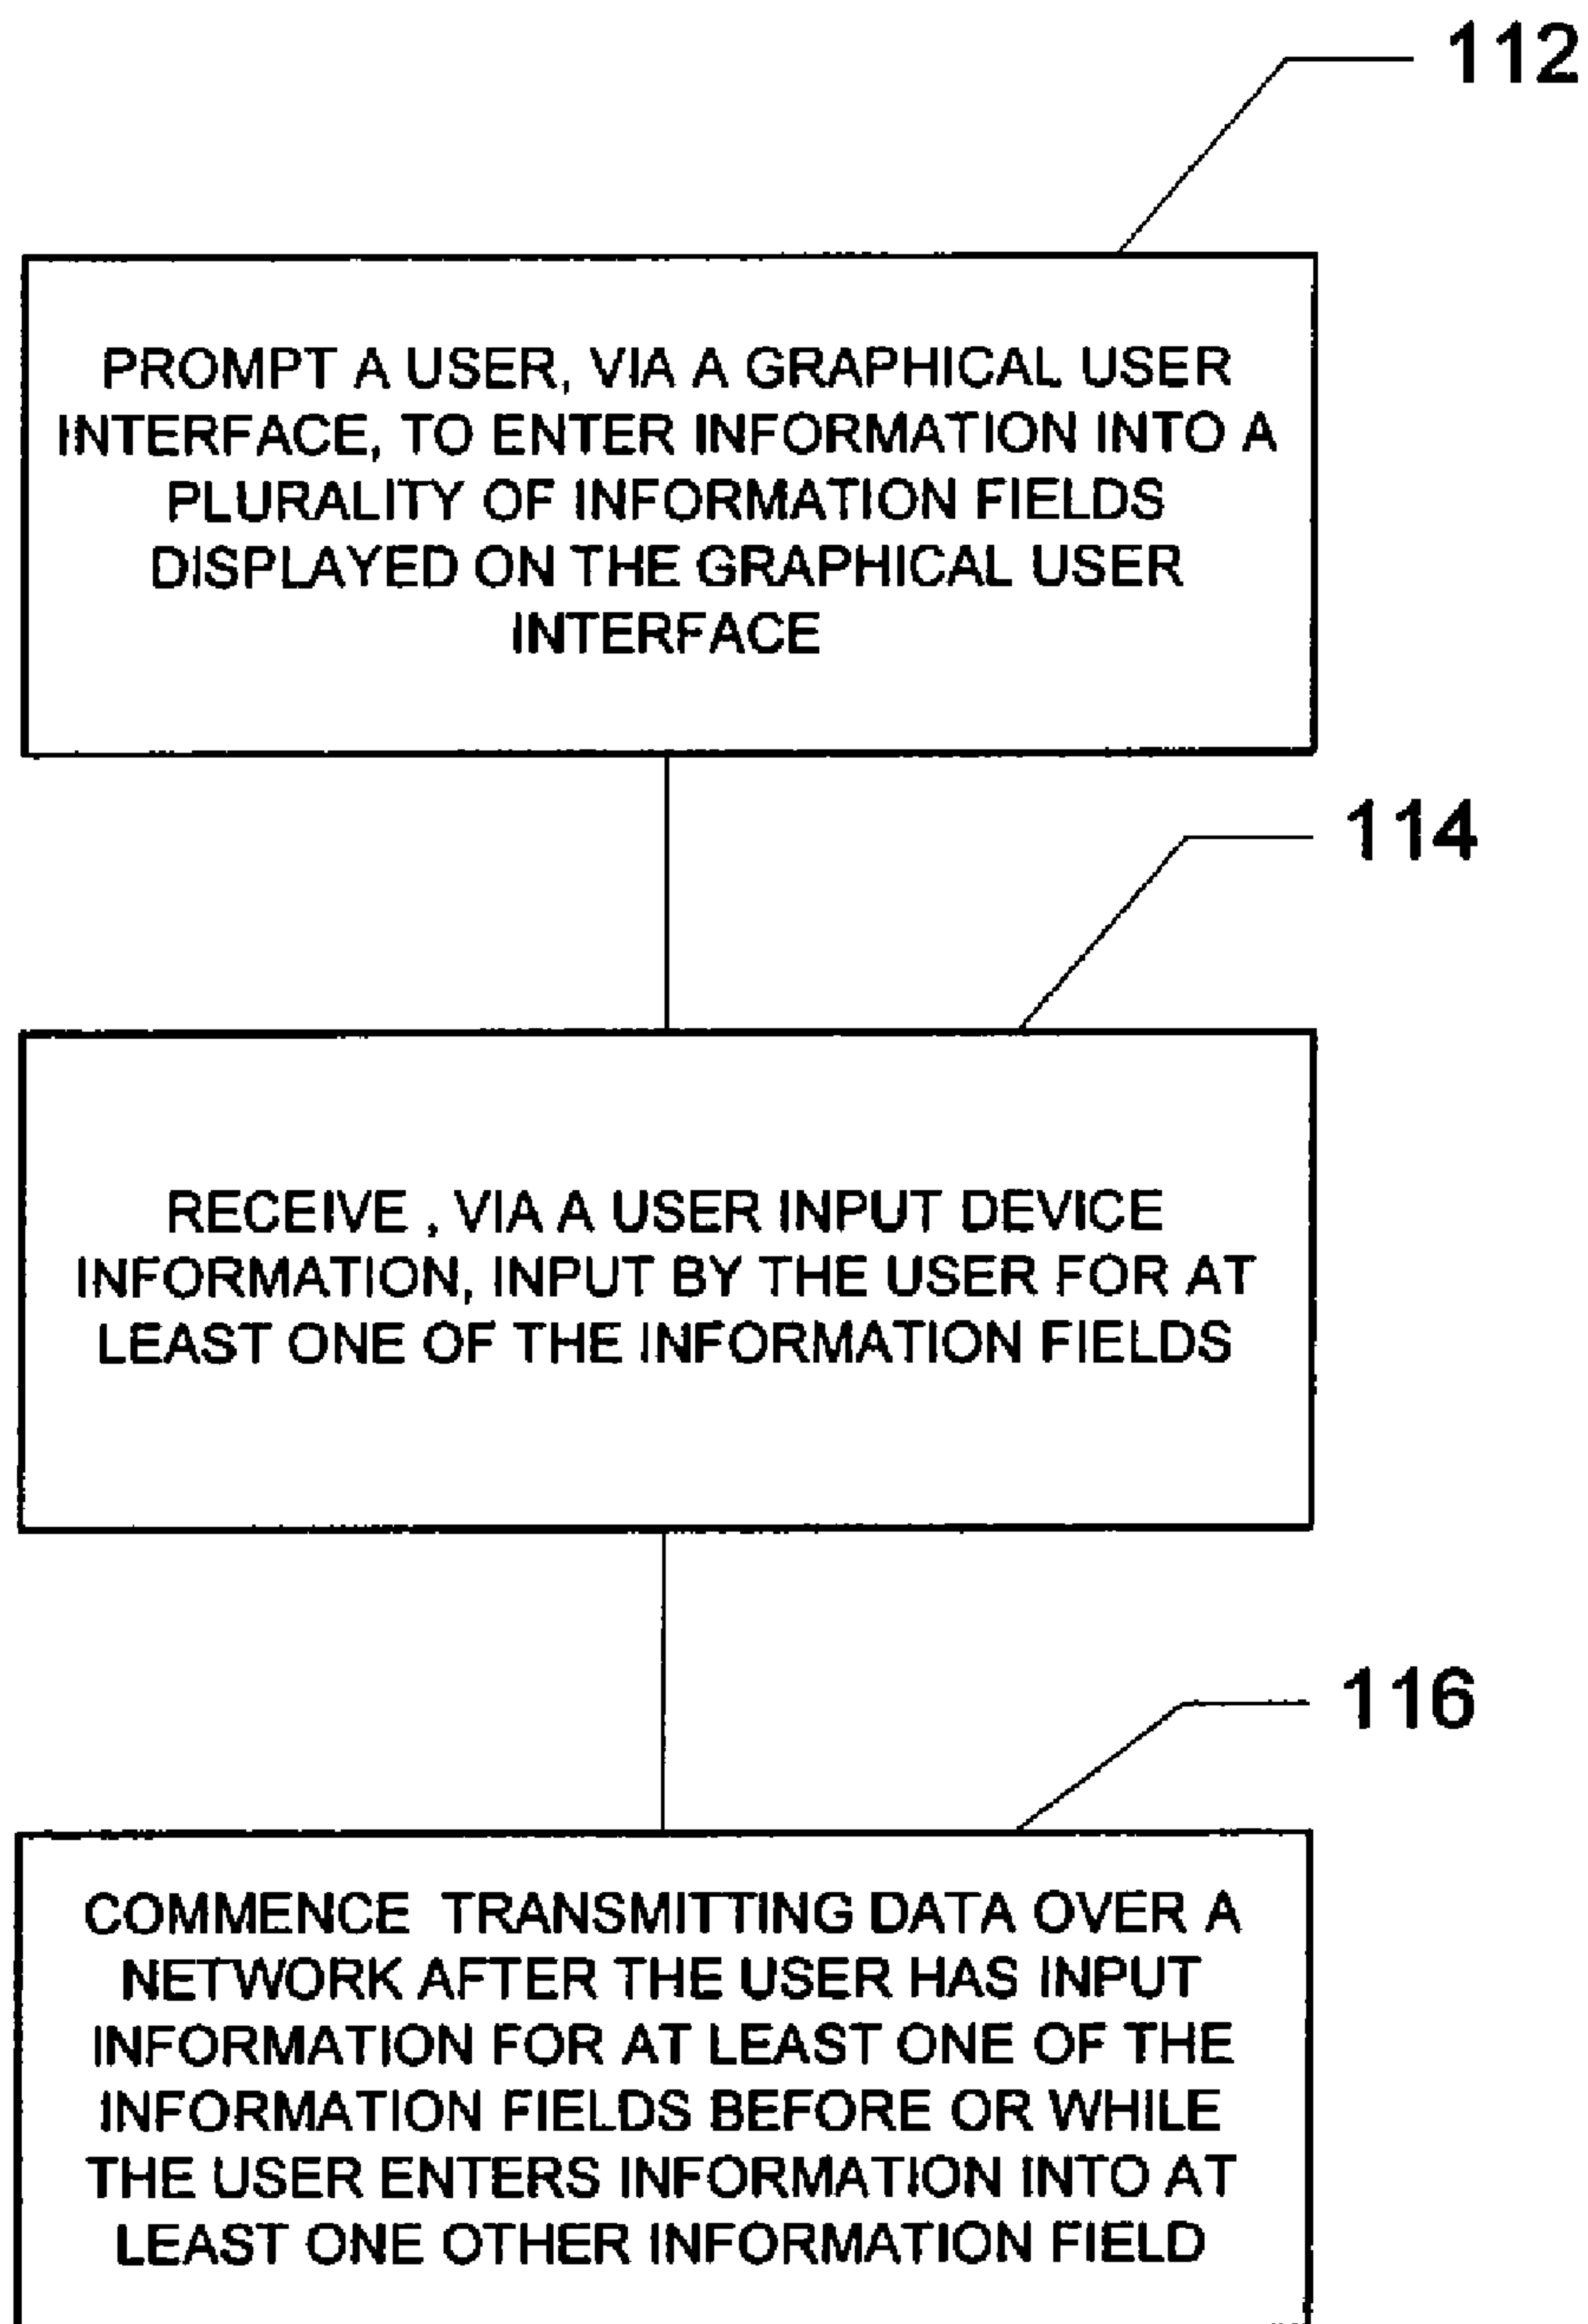 112
PROMPT A USER, VIA A GRAPHICAL USER
INTERFACE, TO ENTER INFORMATION INTO A
PLURALITY OF INFORMATION FIELDS
DISPLAYED ON THE GRAPHICAL USER
INTERFACE
114
RECEIVE , VIA A USER INPUT DEVICE
INFORMATION, INPUT BY THE USER FOR AT
LEAST ONE OF THE INFORMATION FIELDS
116
COMMENCE TRANSMITTING DATA OVER A
NETWORK AFTER THE USER HAS INPUT
INFORMATION FOR AT LEAST ONE OF THE
INFORMATION FIELDS BEFORE OR WHILE
THE USER ENTERS INFORMATION INTO AT
LEAST ONE OTHER INFORMATION FIELD